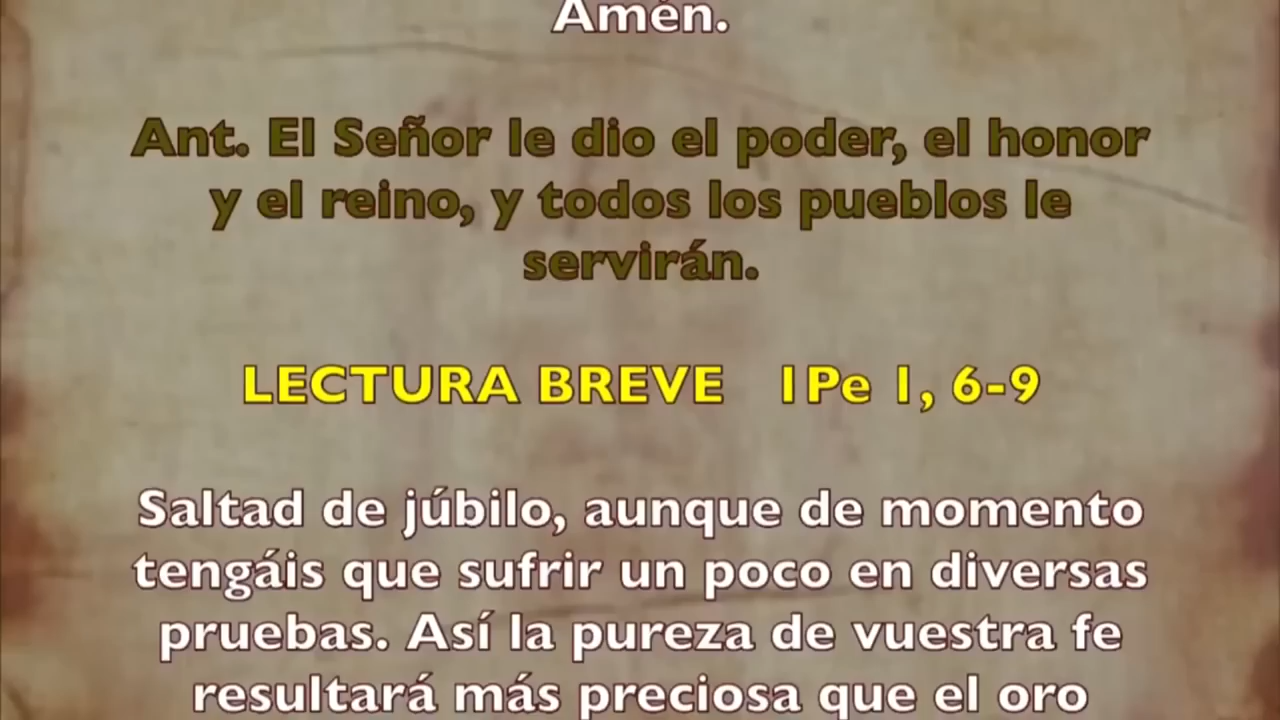 Amén.
Ant. El Señor le dio el poder, el honor
y el reino, y todos los pueblos le
servirán.
LECTURA BREVE 1Pe 1, 6-9
Saltad de júbilo, aunque de momento
tengáis que sufrir un poco en diversas
pruebas. Así la pureza de vuestra fe
resultará más preciosa que el oro